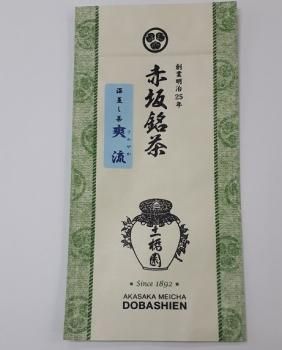 創業明治25年
赤坂銘茶
深蒸し茶
爽流
さわやか
土橋園
Since 1892
AKASAKA MEICHA
DOBASHIEN